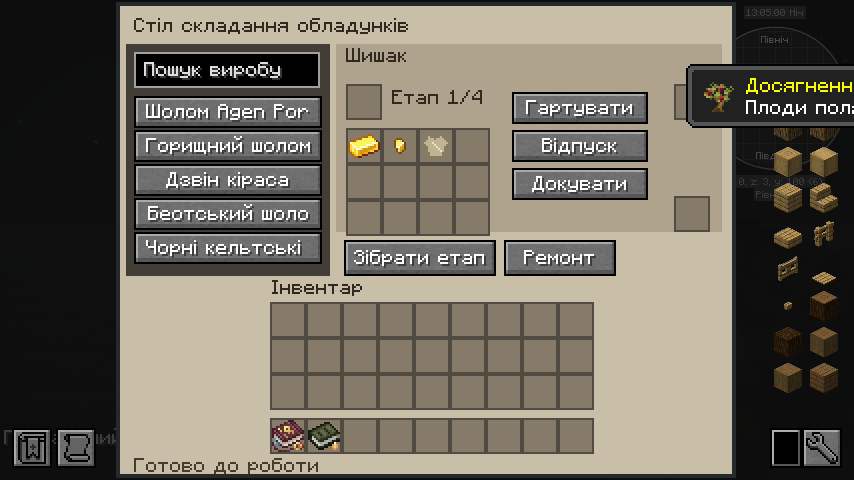 Стіл складання обладунків
13:05:00 Ніч
Північ
Пошук виробу
Шишак
Досягненн
Плоди пол
Шолом Agen Por
Етап 1/4
Гартувати
Горищний шолом
Відпуск
Дзвін кіраса
Докувати
Беотський шоло
Чорні кельтські
Зібрати етап
Ремонт
Інвентар
Готово до роботи